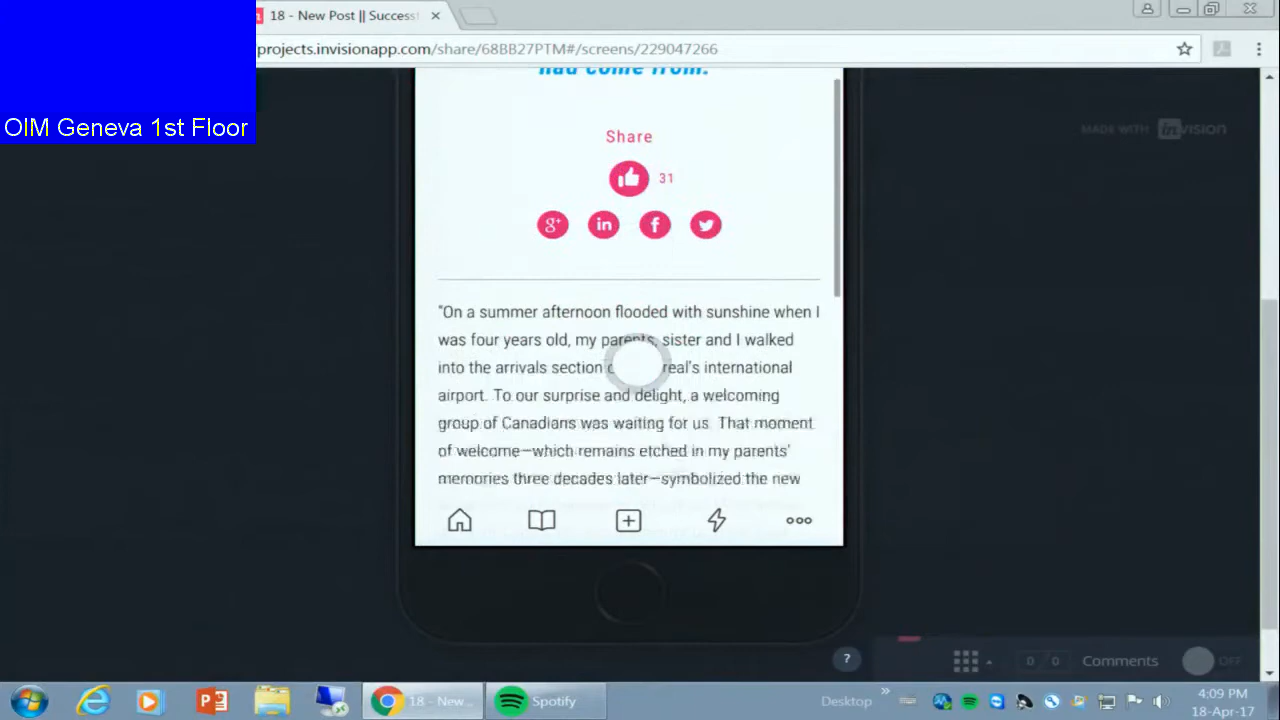 18 - New Post || Success
projects.invisionapp.com/share/68BB27PTM#/screens/229047266
OIM Geneva 1st Floor
had come from.
MADE WITH invision
Share
31
g+ in f
"On a summer afternoon flooded with sunshine when I
was four years old, my parents, sister and I walked
into the arrivals section real's international
airport. To our surprise and delight, a welcoming
group of Canadians was waiting for us. That moment
of welcome—which remains etched in my parents'
memories three decades later—symbolized the new
? 0 / 0 Comments OFF
18 - New... Spotify Desktop » 4:09 PM
18-Apr-17